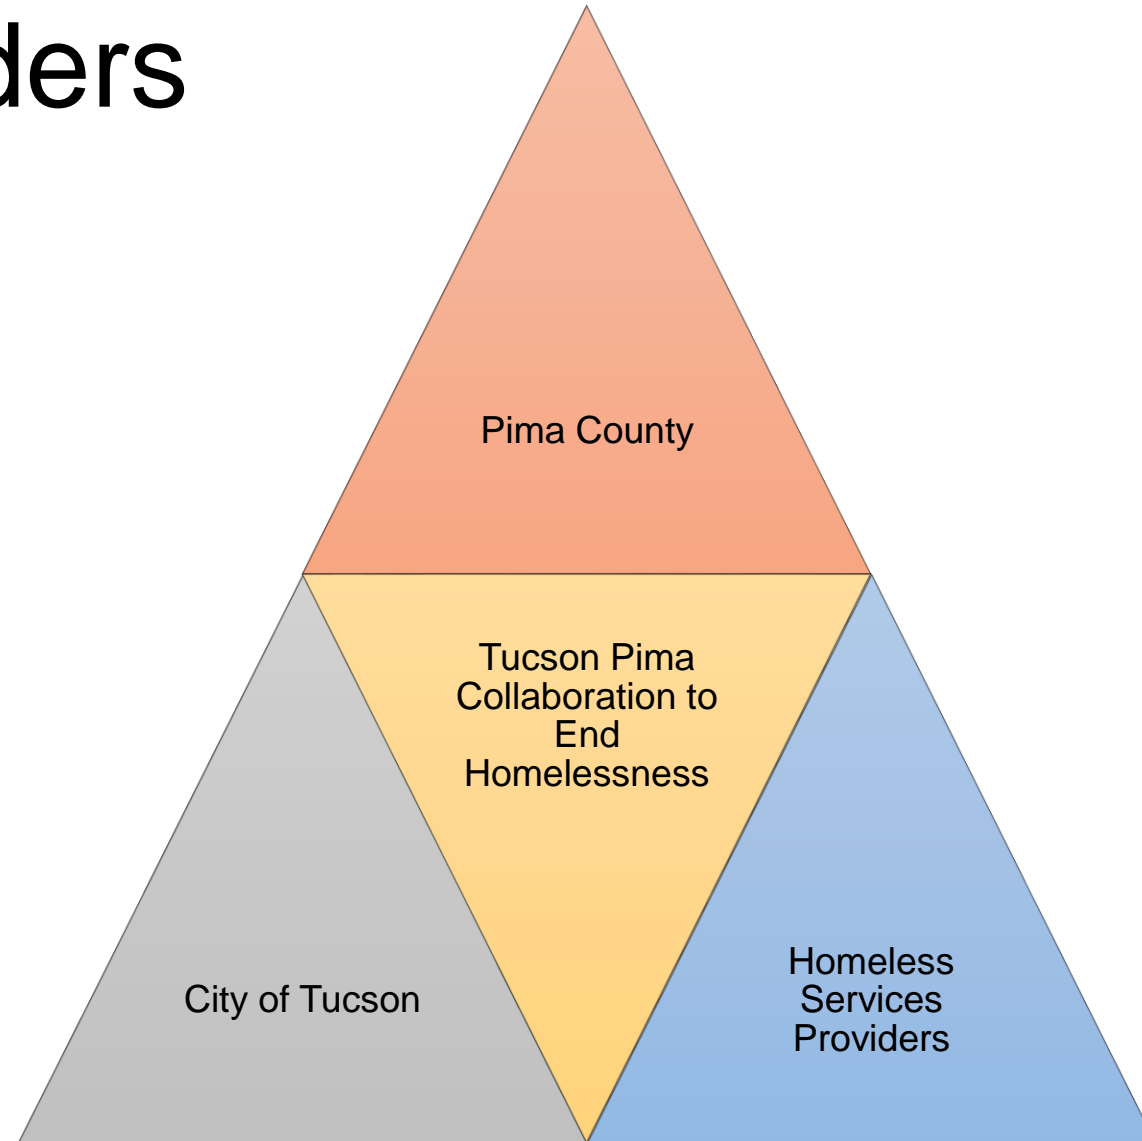 ders
Pima County
Tucson Pima
Collaboration to
End
Homelessness
City of Tucson
Homeless
Services
Providers